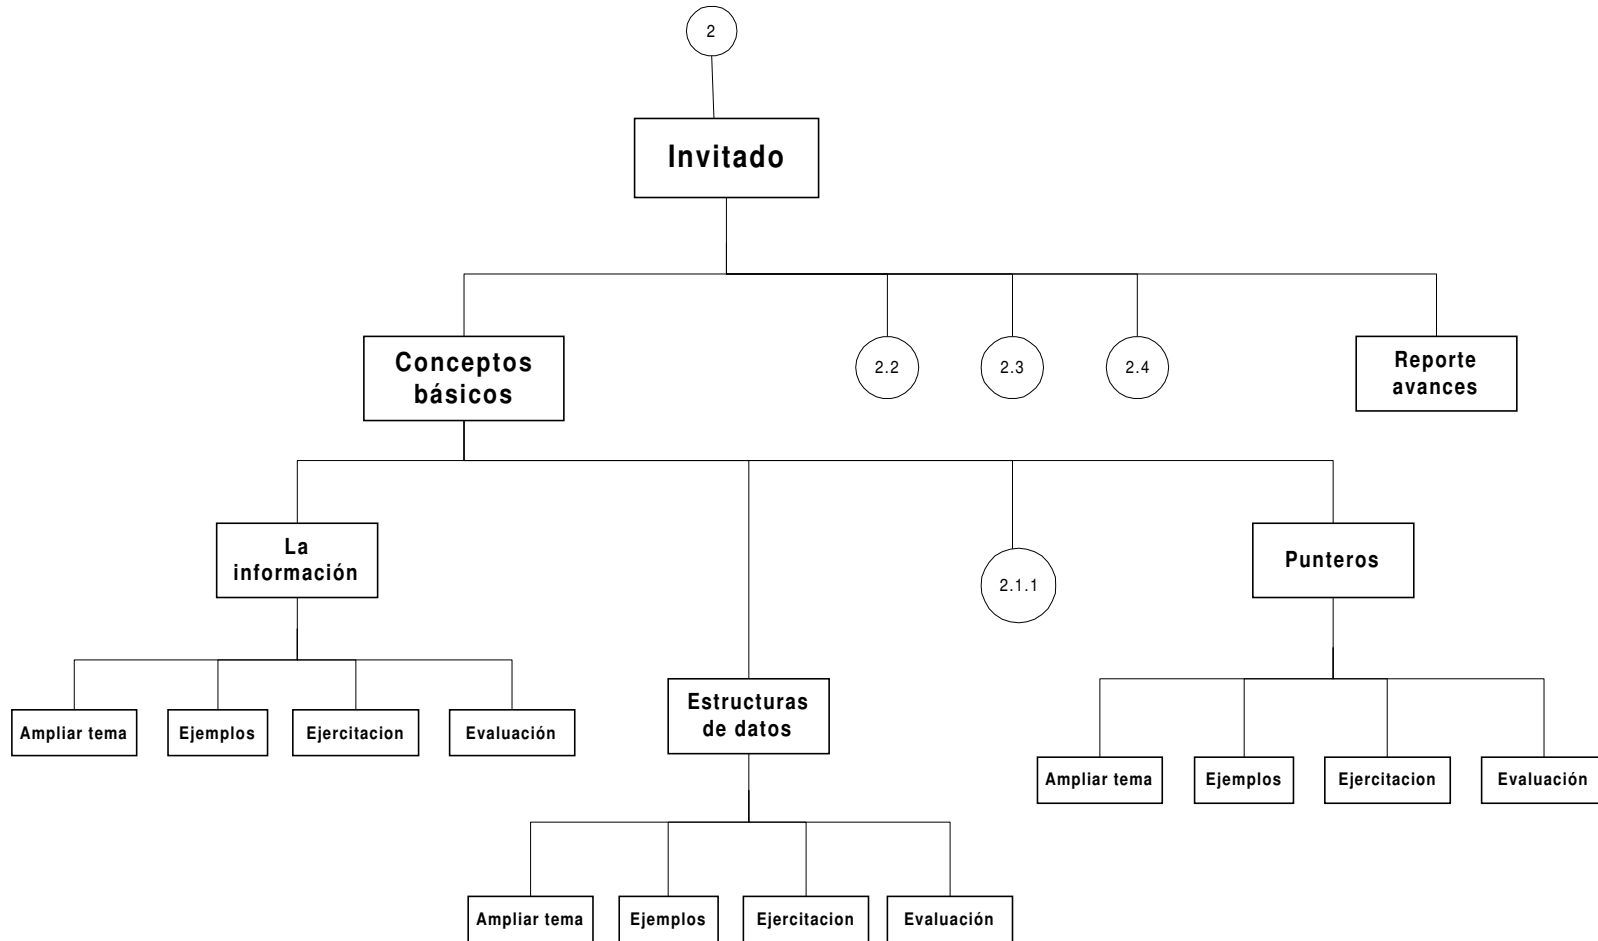 2
Invitado
Conceptos
básicos
2.2
2.3
2.4
Reporte
avances
La
información
2.1.1
Punteros
Estructuras
de datos
Ampliar tema
Ejemplos
Ejercitacion
Evaluación
Ampliar tema
Ejemplos
Ejercitacion
Evaluación
Ampliar tema
Ejemplos
Ejercitacion
Evaluación